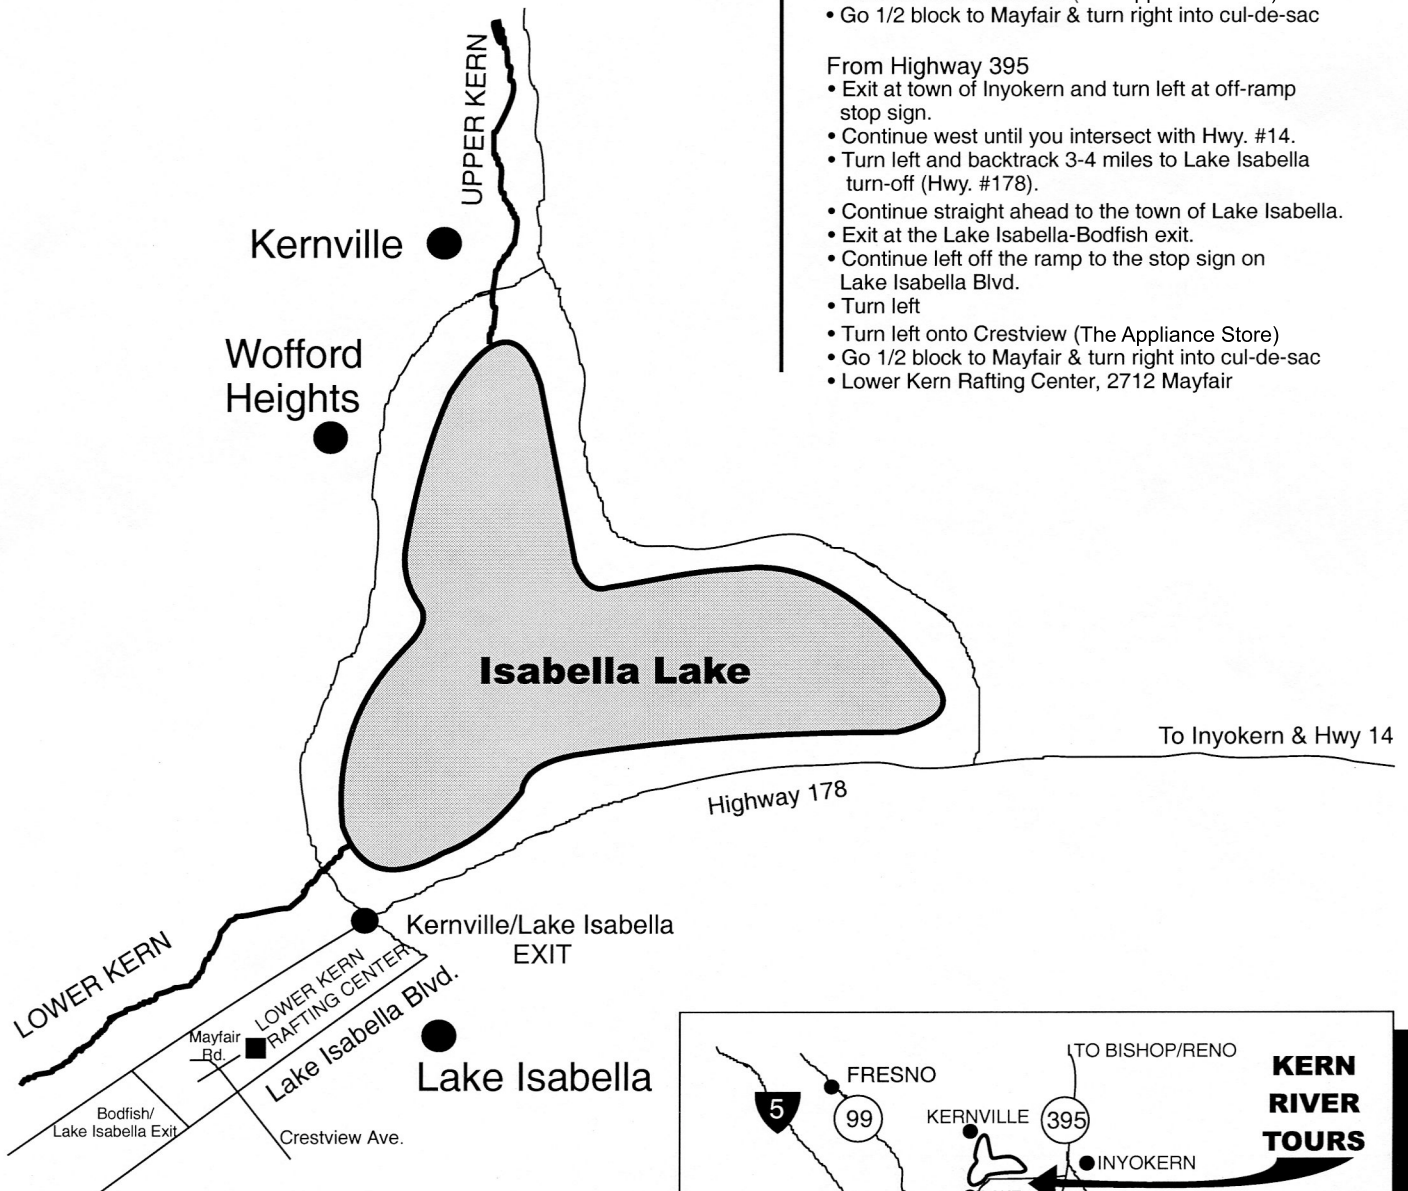 • Go 1/2 block to Mayfair & turn right into cul-de-sac
From Highway 395
• Exit at town of Inyokern and turn left at off-ramp
stop sign.
• Continue west until you intersect with Hwy. #14.
• Turn left and backtrack 3-4 miles to Lake Isabella
turn-off (Hwy. #178).
• Continue straight ahead to the town of Lake Isabella.
• Exit at the Lake Isabella-Bodfish exit.
• Continue left off the ramp to the stop sign on
Lake Isabella Blvd.
• Turn left
• Turn left onto Crestview (The Appliance Store)
• Go 1/2 block to Mayfair & turn right into cul-de-sac
• Lower Kern Rafting Center, 2712 Mayfair
UPPER KERN
Kernville
Wofford
Heights
Isabella Lake
To Inyokern & Hwy 14
Highway 178
Kernville/Lake Isabella
EXIT
LOWER KERN
LOWER KERN
RAFTING CENTER
Lake Isabella Blvd.
Mayfair
Rd.
Lake Isabella
Bodfish/
Lake Isabella Exit
Crestview Ave.
TO BISHOP/RENO
KERN
RIVER
TOURS
FRESNO
5
99
KERNVILLE
395
INYOKERN